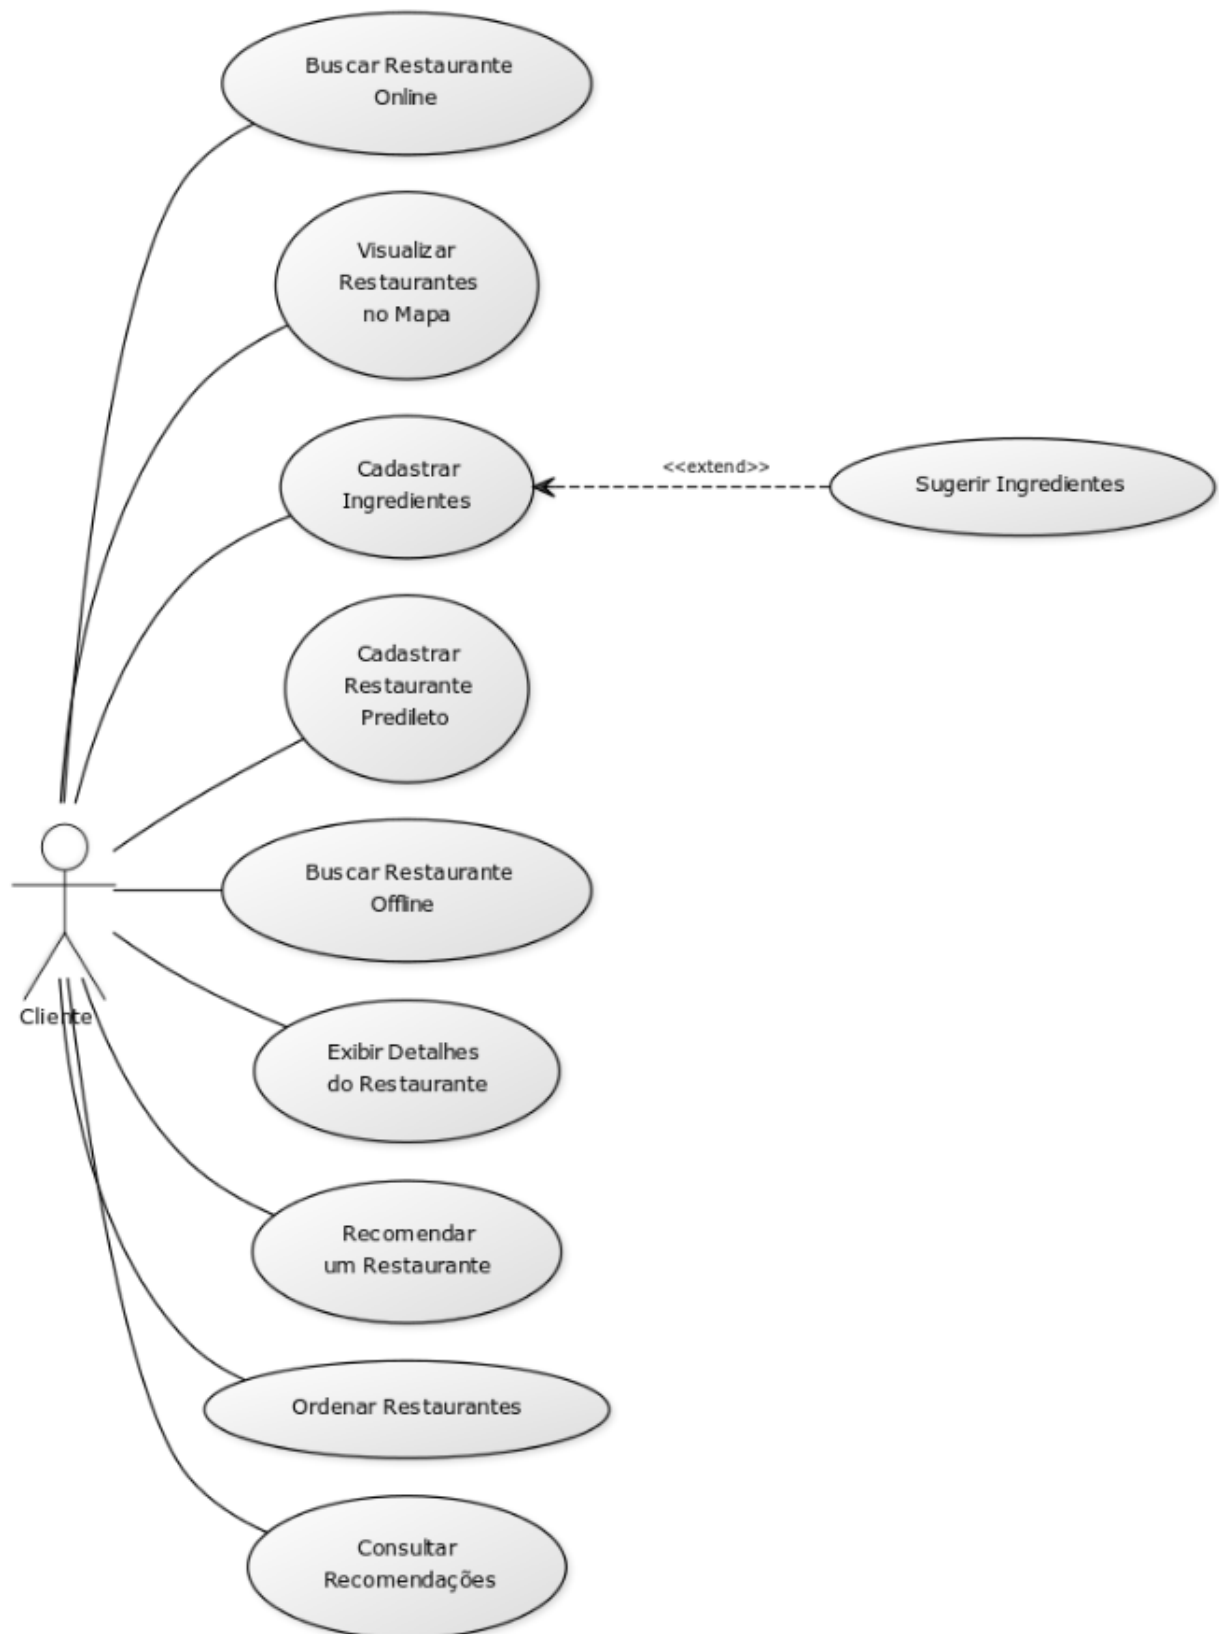 Buscar Restaurante
Online
Visualizar
Restaurantes
no Mapa
Cadastrar
Ingredientes
<<extend>>
Sugerir Ingredientes
Cadastrar
Restaurante
Predileto
Buscar Restaurante
Offline
Cliente
Exibir Detalhes
do Restaurante
Recomendar
um Restaurante
Ordenar Restaurantes
Consultar
Recomendações